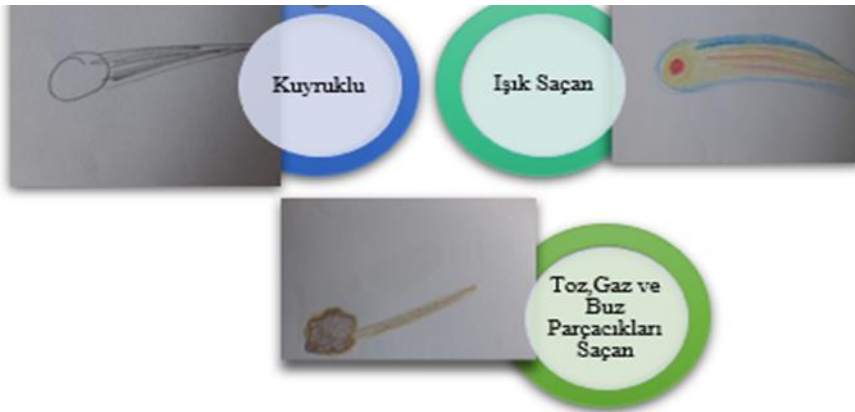 Kuyruklu
Işık Saçan
Toz,Gaz ve
Buz
Parçacıkları
Saçan